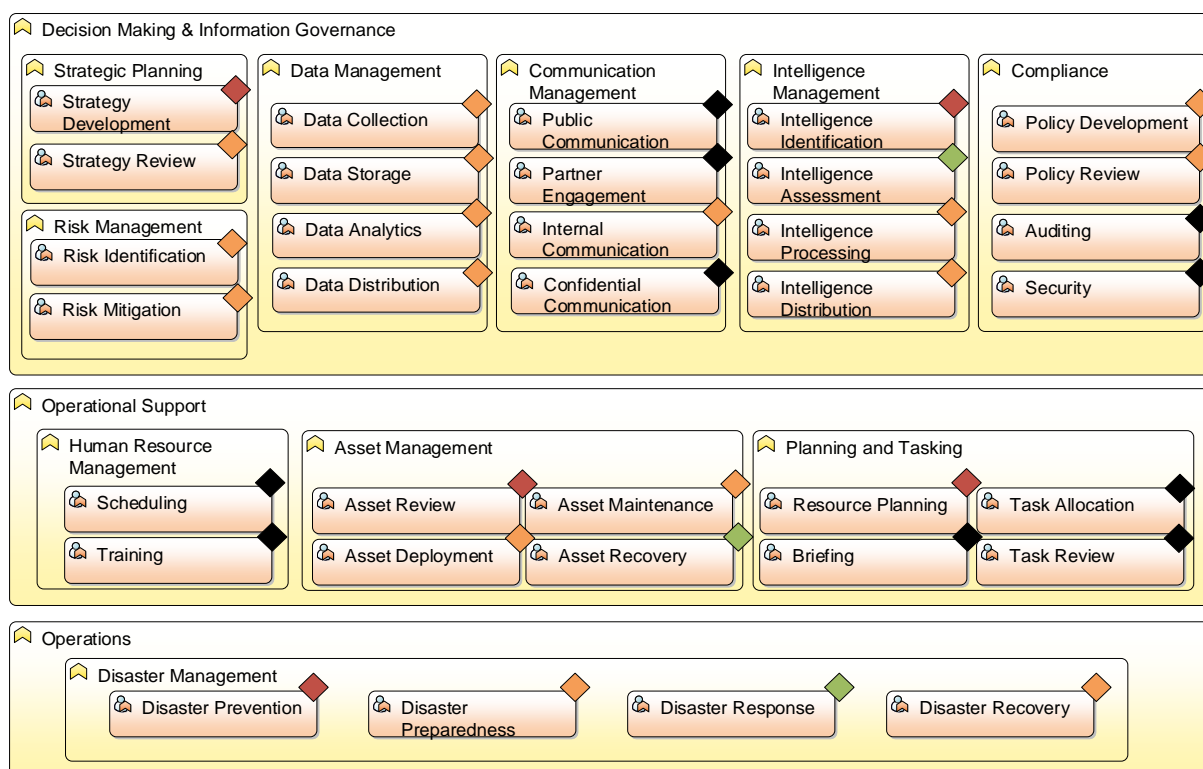 Decision Making & Information Governance
Strategic Planning
Strategy
Development
Strategy Review
Risk Management
Risk Identification
Risk Mitigation
Data Management
Data Collection
Data Storage
Data Analytics
Data Distribution
Communication
Management
Public
Communication
Partner
Engagement
Internal
Communication
Confidential
Communication
Intelligence
Management
Intelligence
Identification
Intelligence
Assessment
Intelligence
Processing
Intelligence
Distribution
Compliance
Policy Development
Policy Review
Auditing
Security
Operational Support
Human Resource
Management
Scheduling
Training
Asset Management
Asset Review
Asset Maintenance
Asset Deployment
Asset Recovery
Planning and Tasking
Resource Planning
Task Allocation
Briefing
Task Review
Operations
Disaster Management
Disaster Prevention
Disaster
Preparedness
Disaster Response
Disaster Recovery